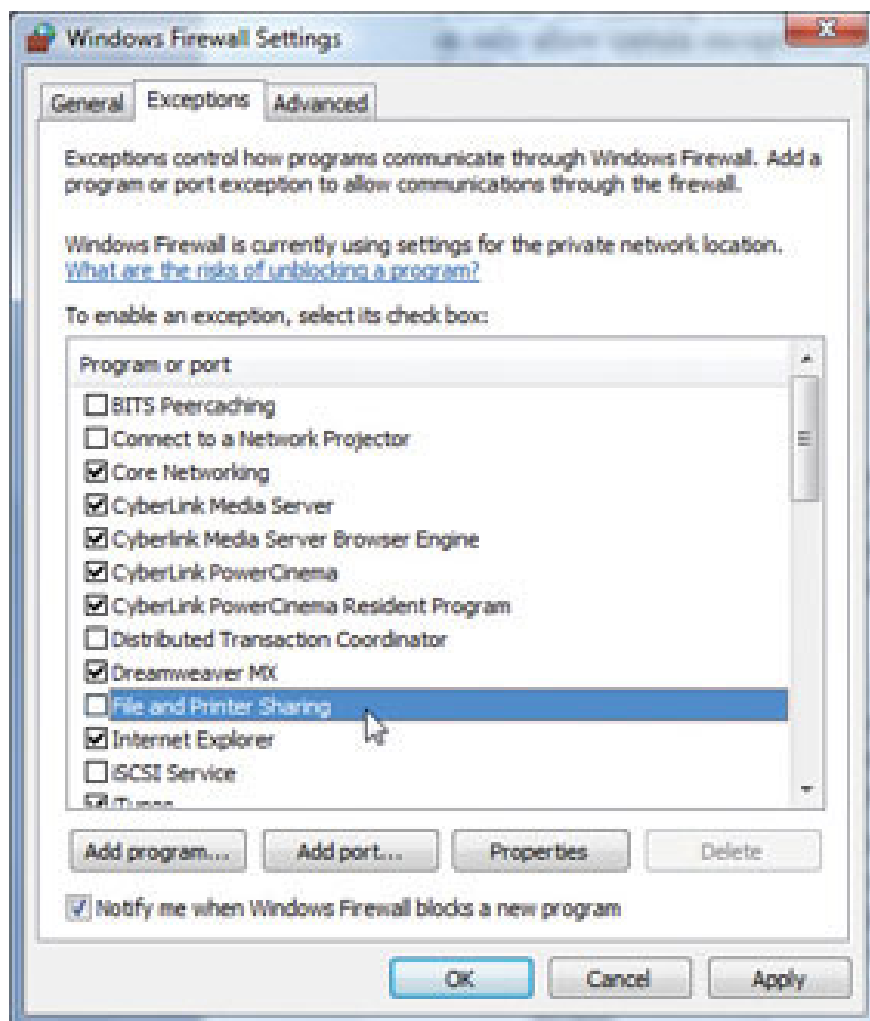 Windows Firewall Settings
General Exceptions Advanced
Exceptions control how programs communicate through Windows Firewall. Add a
program or port exception to allow communications through the firewall.
Windows Firewall is currently using settings for the private network location.
What are the risks of unblocking a program?
To enable an exception, select its check box:
Program or port
BITS Peercaching
Connect to a Network Projector
Core Networking
CyberLink Media Server
Cyberlink Media Server Browser Engine
CyberLink PowerCinema
CyberLink PowerCinema Resident Program
Distributed Transaction Coordinator
Dreamweaver MX
File and Printer Sharing
Internet Explorer
iSCSI Service
iTunes
Add program... Add port... Properties Delete
Notify me when Windows Firewall blocks a new program
OK Cancel Apply